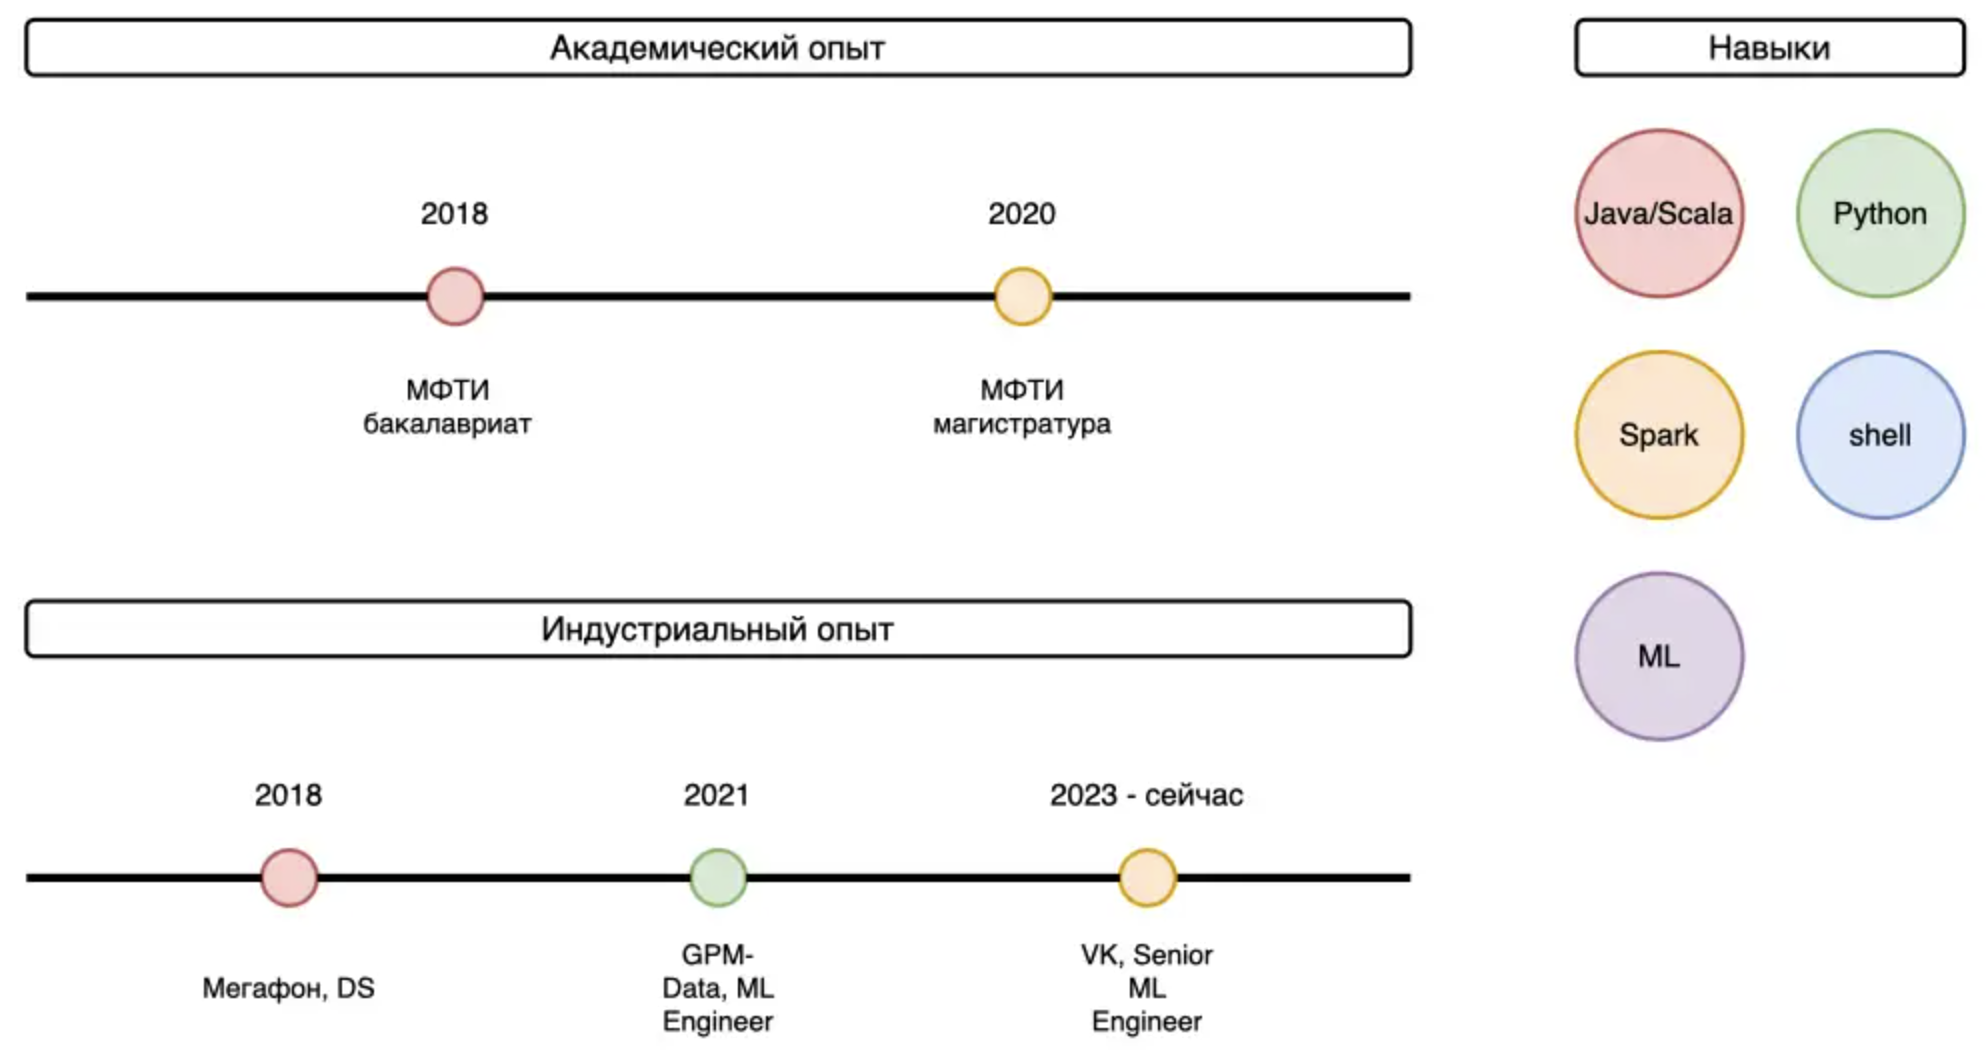 Академический опыт
2018
2020
МФТИ
бакалавриат
МФТИ
магистратура
Индустриальный опыт
2018
2021
2023 - сейчас
Мегафон, DS
GPM-
Data, ML
Engineer
VK, Senior
ML
Engineer
Навыки
Java/Scala
Python
Spark
shell
ML